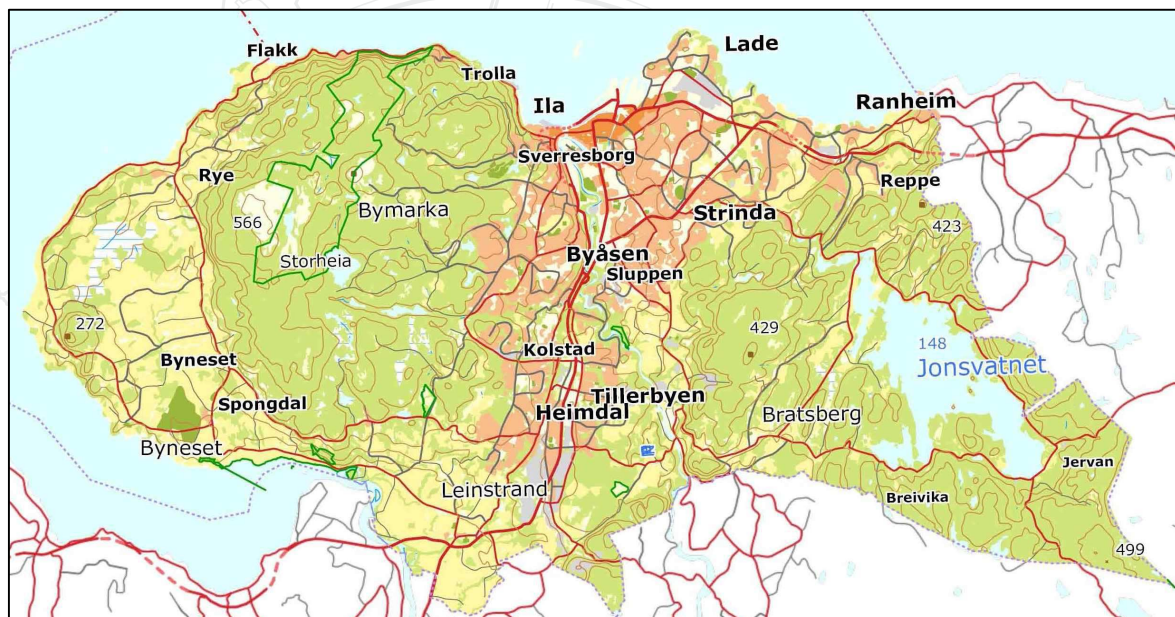 Lade
Flakk
Trolla
Ila
Ranheim
Sverresborg
Rye
Reppe
Bymarka
Strinda
566
423
Byåsen
Storheia
Sluppen
272
429
148
Kolstad
Byneset
Jonsvatnet
Tillerbyen
Spongdal
Heimdal
Bratsberg
Byneset
Jervan
Leinstrand
Breivika
499